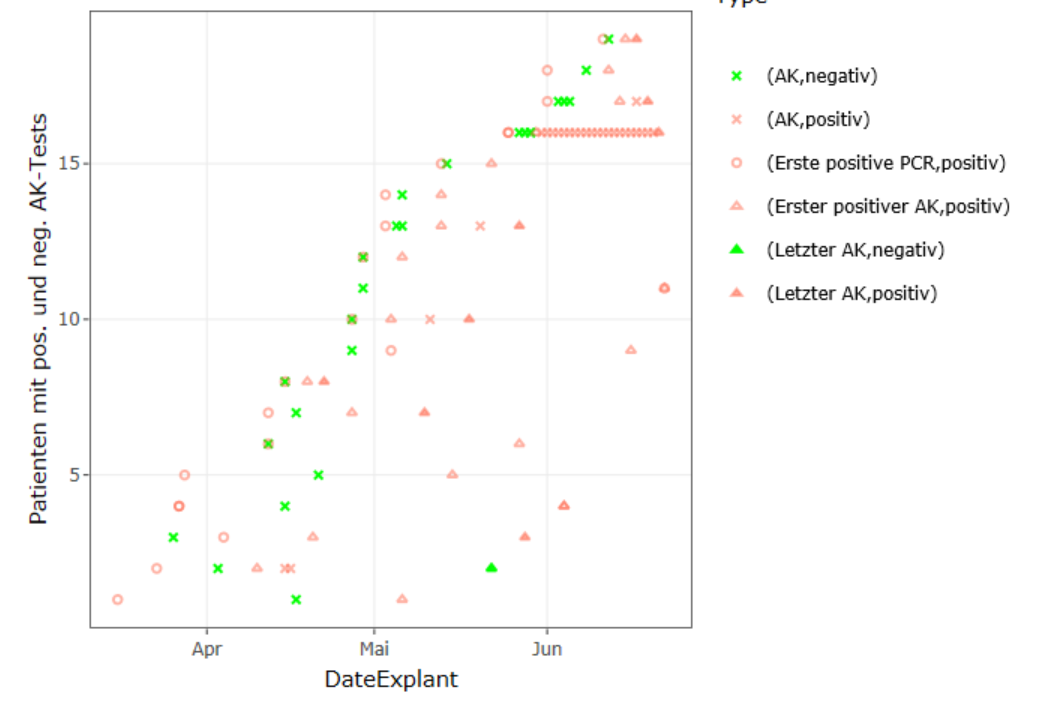 Type
(AK,negativ)
(AK,positiv)
(Erste positive PCR,positiv)
(Erster positiver AK,positiv)
(Letzter AK,negativ)
(Letzter AK,positiv)
Patienten mit pos. und neg. AK-Tests
15
10
5
Apr Mai Jun
DateExplant